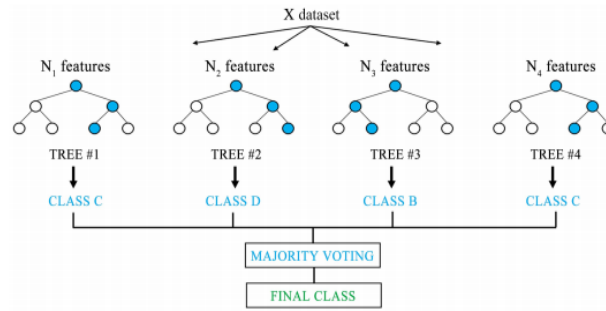 X dataset
N₁ features N₂ features N₃ features N₄ features
TREE #1 TREE #2 TREE #3 TREE #4
CLASS C CLASS D CLASS B CLASS C
MAJORITY VOTING
FINAL CLASS